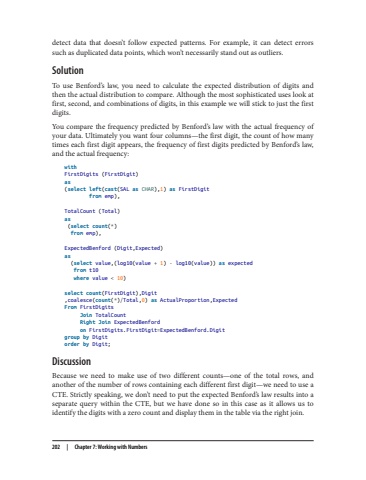 detect data that doesn't follow expected patterns. For example, it can detect errors
such as duplicated data points, which won't necessarily stand out as outliers.
Solution
To use Benford's law, you need to calculate the expected distribution of digits and
then the actual distribution to compare. Although the most sophisticated uses look at
first, second, and combinations of digits, in this example we will stick to just the first
digits.
You compare the frequency predicted by Benford's law with the actual frequency of
your data. Ultimately you want four columns—the first digit, the count of how many
times each first digit appears, the frequency of first digits predicted by Benford's law,
and the actual frequency:
with
FirstDigits (FirstDigit)
as
(select left(cast(SAL as CHAR),1) as FirstDigit
from emp),
TotalCount (Total)
as
(select count(*)
from emp),
ExpectedBenford (Digit,Expected)
as
(select value,(log10(value + 1) - log10(value)) as expected
from t10
where value < 10)
select count(FirstDigit),Digit
,coalesce(count(*)/Total,0) as ActualProportion,Expected
From FirstDigits
Join TotalCount
Right Join ExpectedBenford
on FirstDigits.FirstDigit=ExpectedBenford.Digit
group by Digit
order by Digit;
Discussion
Because we need to make use of two different counts—one of the total rows, and
another of the number of rows containing each different first digit—we need to use a
CTE. Strictly speaking, we don't need to put the expected Benford's law results into a
separate query within the CTE, but we have done so in this case as it allows us to
identify the digits with a zero count and display them in the table via the right join.
202 | Chapter 7: Working with Numbers